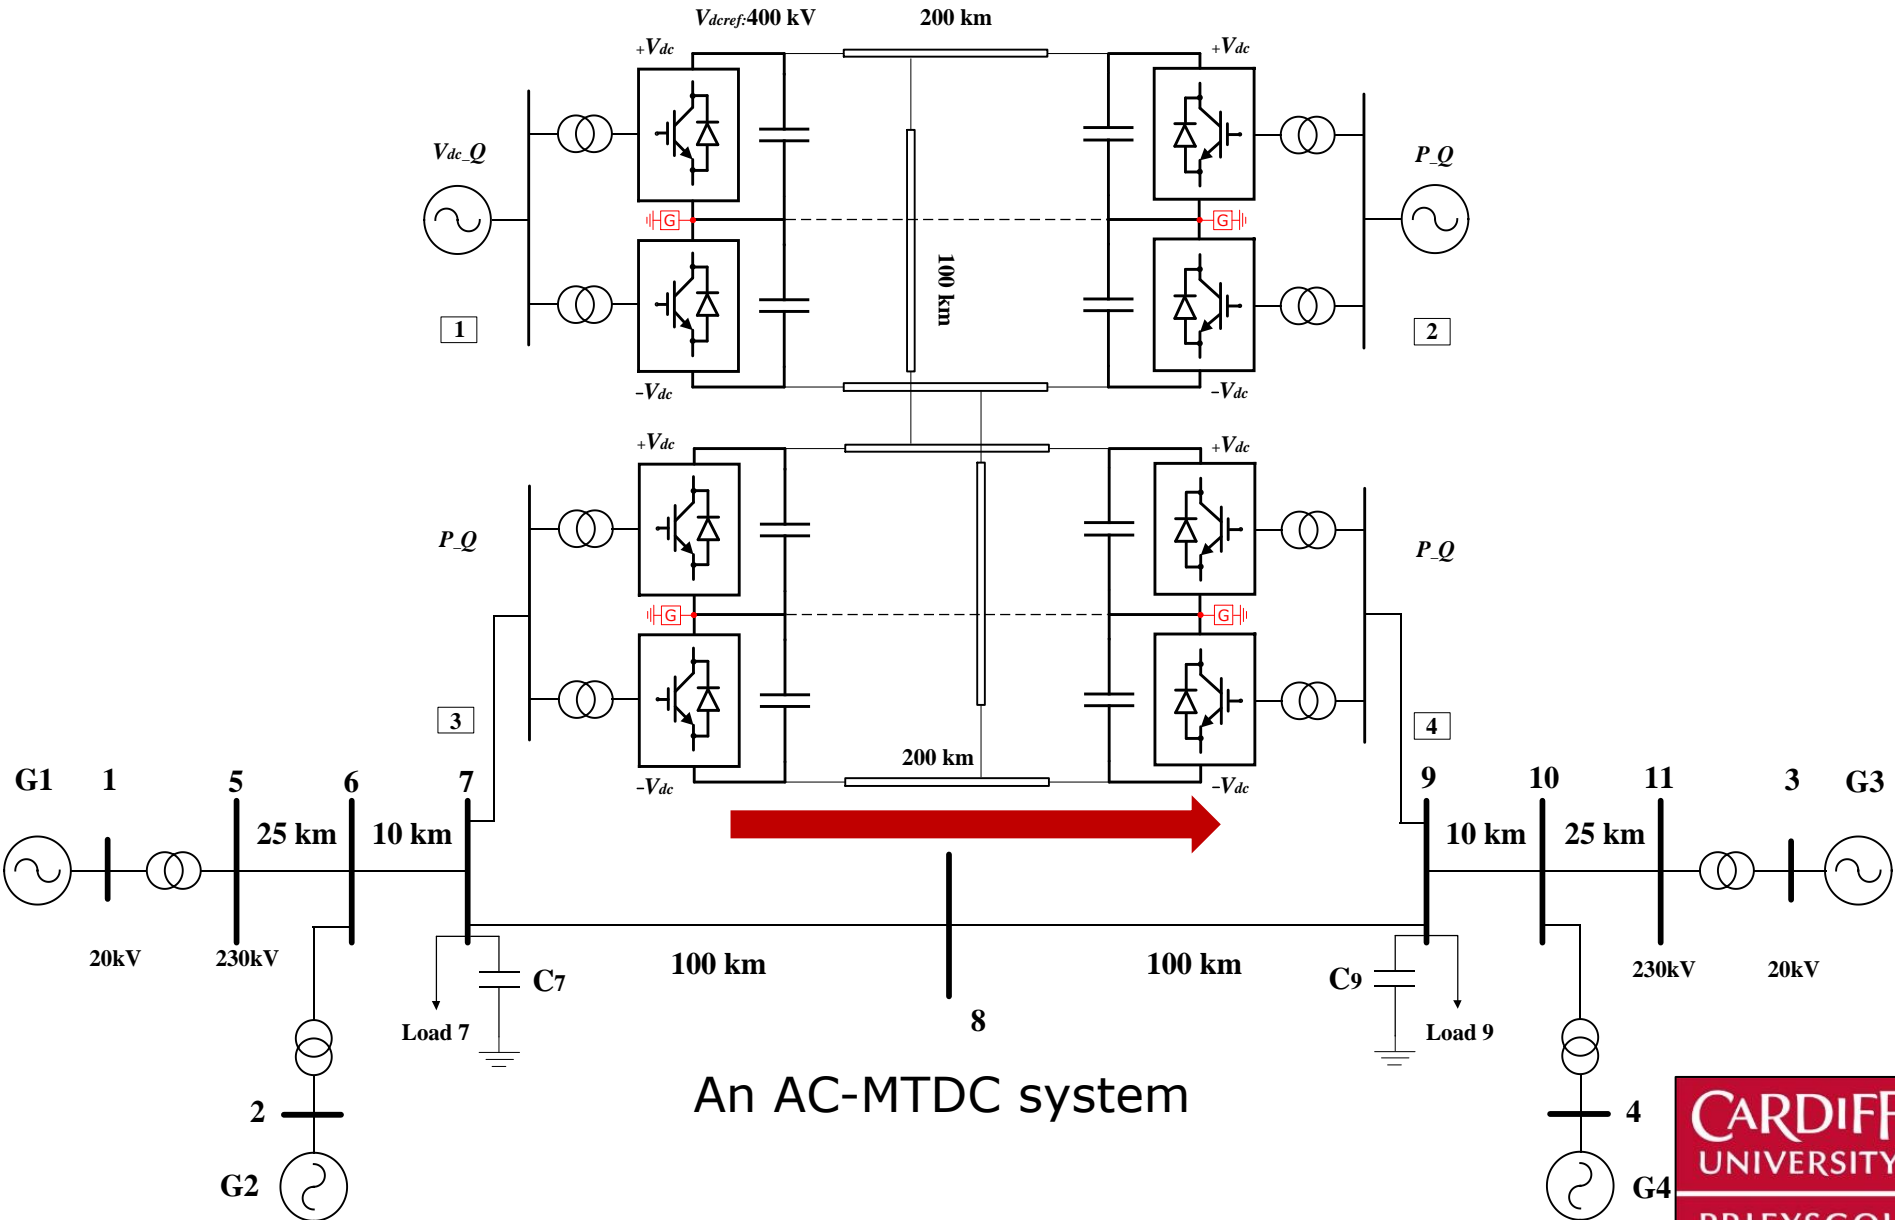 Vdcref:400 kV 200 km
+Vdc +Vdc
Vdc_Q P_Q
G G
100 km
1 2
−Vdc −Vdc
+Vdc +Vdc
P_Q P_Q
G G
3 4
200 km
−Vdc −Vdc
G1 1 5 6 7 9 10 11 3 G3
25 km 10 km 10 km 25 km
20kV 230kV 100 km 100 km 230kV 20kV
C7 C9
Load 7 8 Load 9
An AC-MTDC system
2 4
G2 G4
CARDIFF
UNIVERSITY